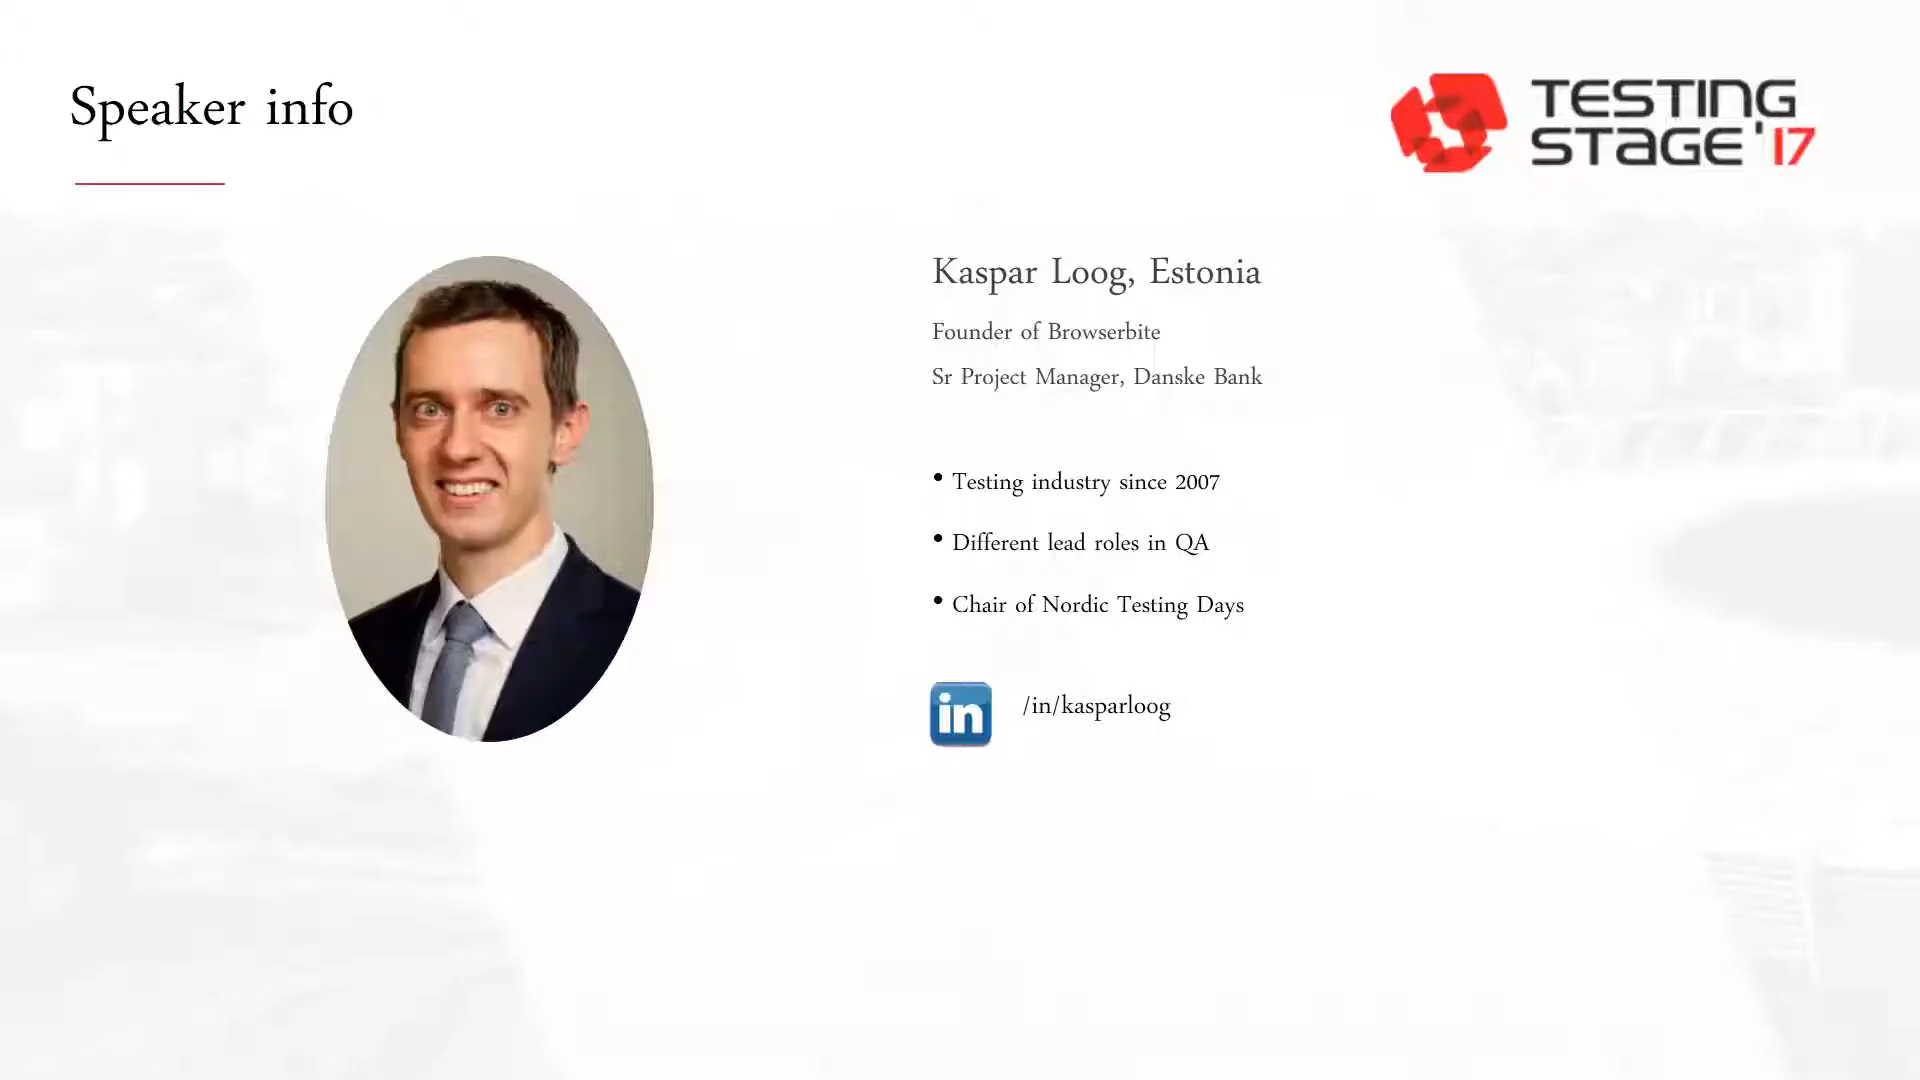 Speaker info
TESTING
STAGE'17
Kaspar Loog, Estonia
Founder of Browserbite
Sr Project Manager, Danske Bank
• Testing industry since 2007
• Different lead roles in QA
• Chair of Nordic Testing Days
in /in/kasparloog